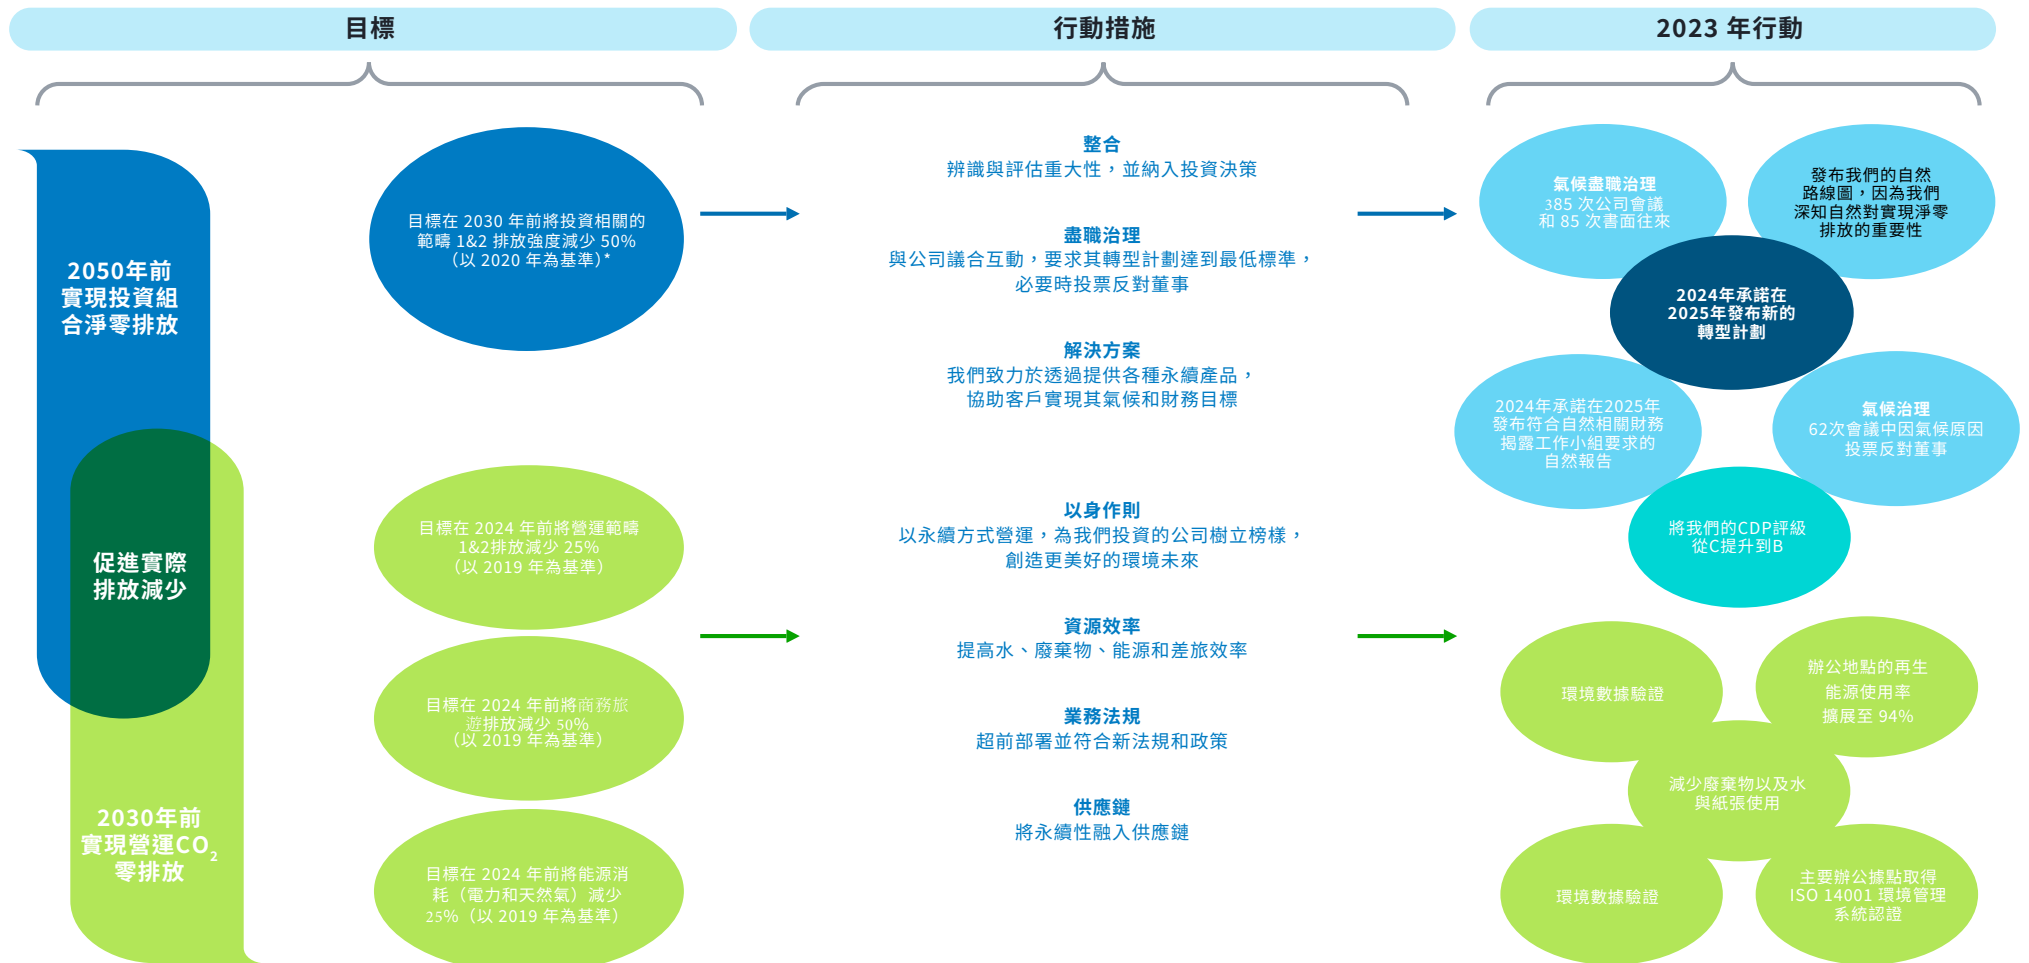 目標
行動措施
2023 年行動
2050年前
實現投資組
合淨零排放
促進實際
排放減少
2030年前
實現營運CO₂
零排放
目標在 2030 年前將投資相關的
範疇 1&2 排放強度減少 50%
（以 2020 年為基準）*
目標在 2024 年前將營運範疇
1&2排放減少 25%
（以 2019 年為基準）
目標在 2024 年前將商務旅
遊排放減少 50%
（以 2019 年為基準）
目標在 2024 年前將能源消
耗（電力和天然氣）減少
25%（以 2019 年為基準）
整合
辨識與評估重大性，並納入投資決策
盡職治理
與公司議合互動，要求其轉型計劃達到最低標準，
必要時投票反對董事
解決方案
我們致力於透過提供各種永續產品，
協助客戶實現其氣候和財務目標
以身作則
以永續方式營運，為我們投資的公司樹立榜樣，
創造更美好的環境未來
資源效率
提高水、廢棄物、能源和差旅效率
業務法規
超前部署並符合新法規和政策
供應鏈
將永續性融入供應鏈
氣候盡職治理
385 次公司會議
和 85 次書面往來
發布我們的自然
路線圖，因為我們
深知自然對實現淨零
排放的重要性
2024年承諾在
2025年發布新的
轉型計劃
2024年承諾在2025年
發布符合自然相關財務
揭露工作小組要求的
自然報告
氣候治理
62次會議中因氣候原因
投票反對董事
將我們的CDP評級
從C提升到B
環境數據驗證
辦公地點的再生
能源使用率
擴展至 94%
減少廢棄物以及水
與紙張使用
環境數據驗證
主要辦公據點取得
ISO 14001 環境管理
系統認證